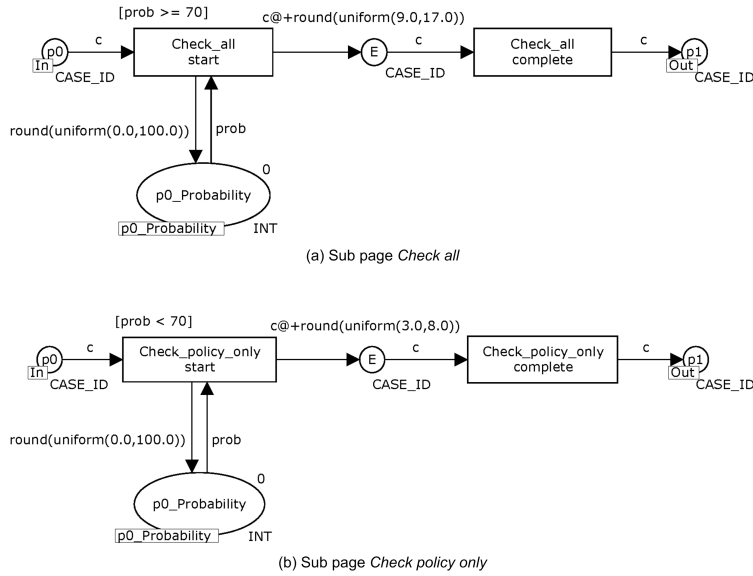 [prob >= 70]
c@+round(uniform(9.0,17.0))
p0
c
Check_all
start
E
c
Check_all
complete
c
p1
In
CASE_ID
CASE_ID
Out
CASE_ID
round(uniform(0.0,100.0))
prob
0
p0_Probability
p0_Probability
INT
(a) Sub page Check all
[prob < 70]
c@+round(uniform(3.0,8.0))
p0
c
Check_policy_only
start
E
c
Check_policy_only
complete
c
p1
In
CASE_ID
CASE_ID
Out
CASE_ID
round(uniform(0.0,100.0))
prob
0
p0_Probability
p0_Probability
INT
(b) Sub page Check policy only